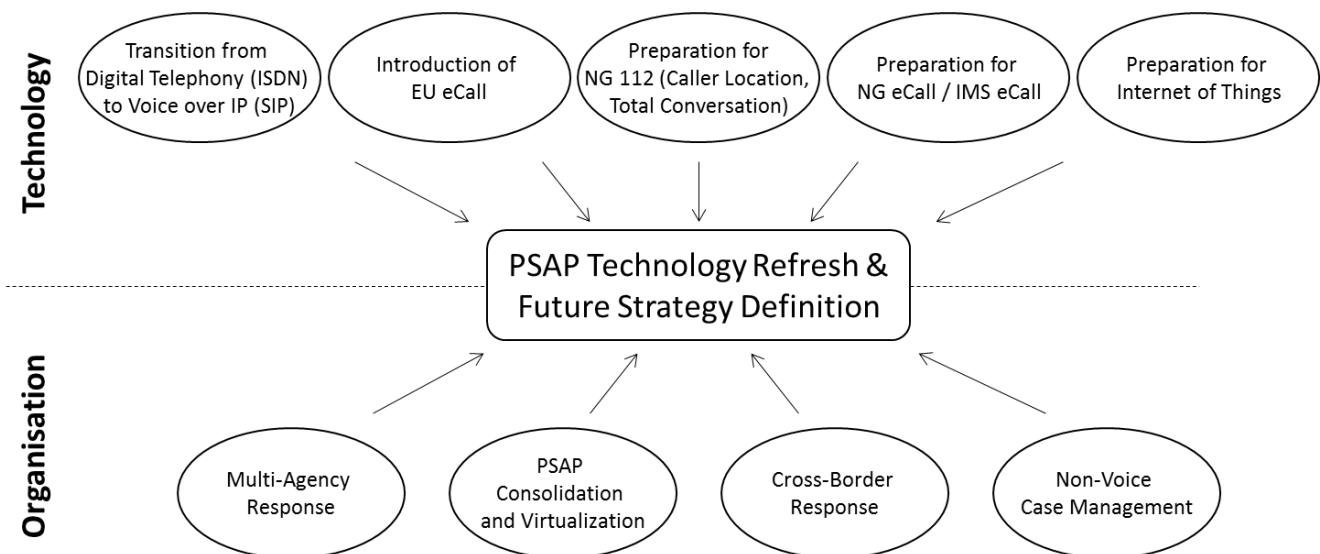 Technology
Transition from
Digital Telephony (ISDN)
to Voice over IP (SIP)
Introduction of
EU eCall
Preparation for
NG 112 (Caller Location,
Total Conversation)
Preparation for
NG eCall / IMS eCall
Preparation for
Internet of Things
PSAP Technology Refresh &
Future Strategy Definition
Organisation
Multi-Agency
Response
PSAP
Consolidation
and Virtualization
Cross-Border
Response
Non-Voice
Case Management